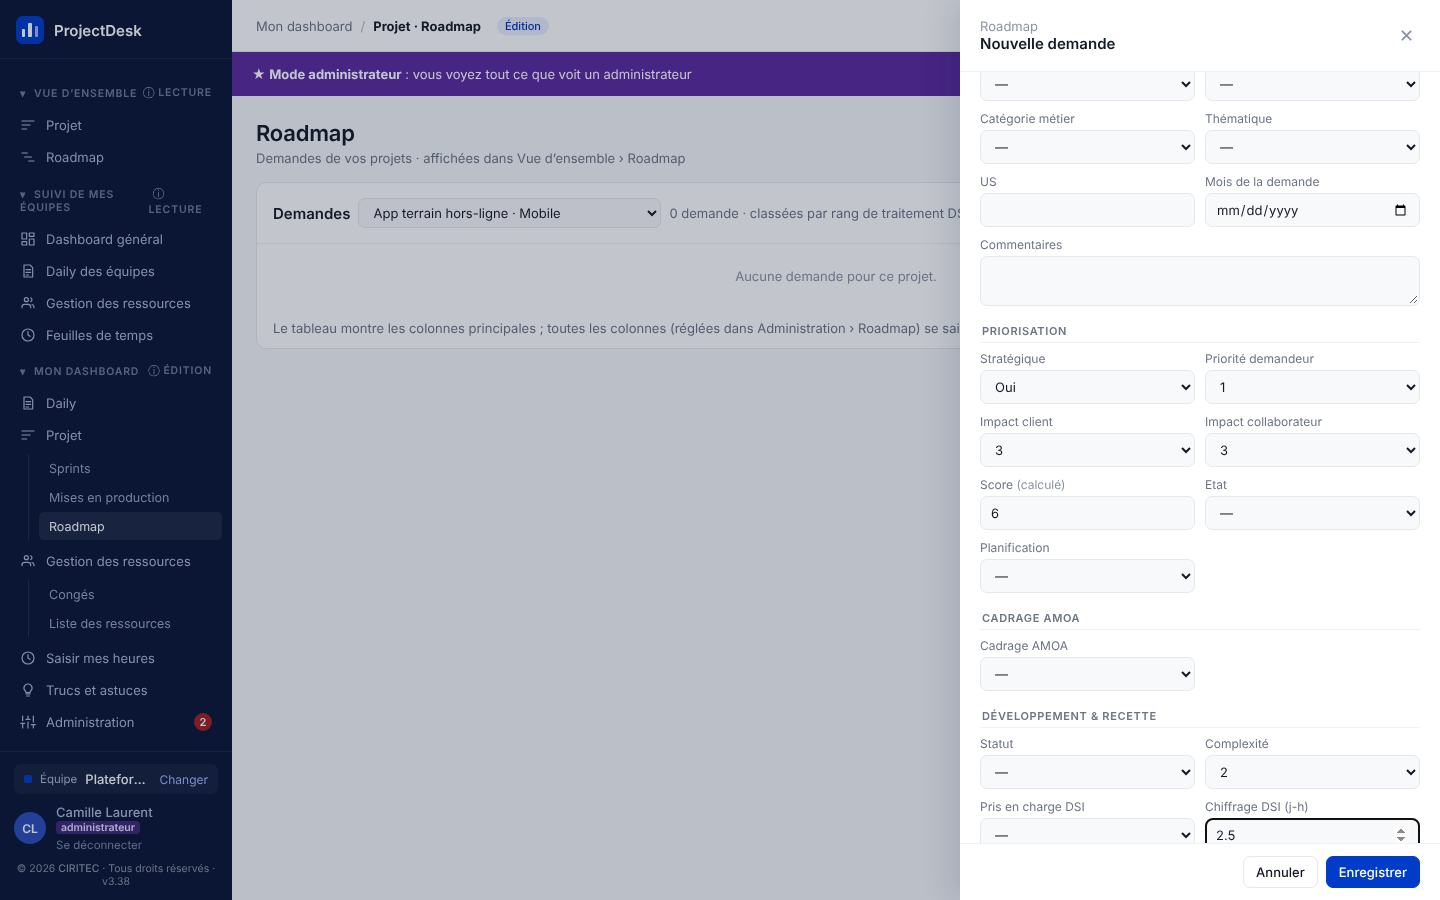 ProjectDesk
▾ VUE D'ENSEMBLE ⓘ LECTURE
Projet
Roadmap
▾ SUIVI DE MES ÉQUIPES ⓘ LECTURE
Dashboard général
Daily des équipes
Gestion des ressources
Feuilles de temps
▾ MON DASHBOARD ⓘ ÉDITION
Daily
Projet
Sprints
Mises en production
Roadmap
Gestion des ressources
Congés
Liste des ressources
Saisir mes heures
Trucs et astuces
Administration 2
Équipe Platefor... Changer
CL
Camille Laurent
administrateur
Se déconnecter
© 2026 CIRITEC · Tous droits réservés ·
v3.38
Mon dashboard / Projet · Roadmap Édition
★ Mode administrateur : vous voyez tout ce que voit un administrateur
Roadmap
Demandes de vos projets · affichées dans Vue d'ensemble › Roadmap
Demandes App terrain hors-ligne · Mobile 0 demande · classées par rang de traitement DS
Aucune demande pour ce projet.
Le tableau montre les colonnes principales ; toutes les colonnes (réglées dans Administration › Roadmap) se sai
Roadmap
Nouvelle demande
— —
Catégorie métier Thématique
— —
US Mois de la demande
mm/dd/yyyy
Commentaires
PRIORISATION
Stratégique Priorité demandeur
Oui 1
Impact client Impact collaborateur
3 3
Score (calculé) Etat
6 —
Planification
—
CADRAGE AMOA
Cadrage AMOA
—
DÉVELOPPEMENT & RECETTE
Statut Complexité
— 2
Pris en charge DSI Chiffrage DSI (j-h)
— 2.5
Annuler Enregistrer